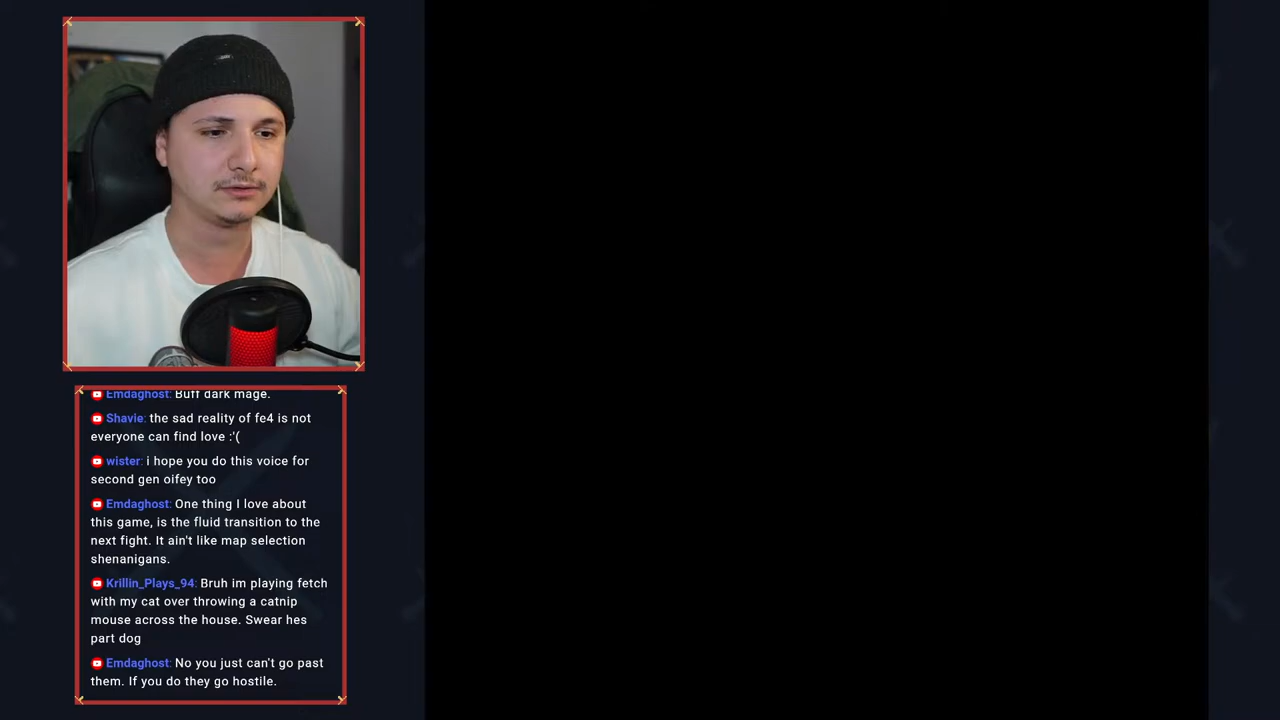 Emdaghost: Buff dark mage.
Shavie: the sad reality of fe4 is not
everyone can find love :'(
wister: i hope you do this voice for
second gen oifey too
Emdaghost: One thing I love about
this game, is the fluid transition to the
next fight. It ain't like map selection
shenanigans.
Krillin_Plays_94: Bruh im playing fetch
with my cat over throwing a catnip
mouse across the house. Swear hes
part dog
Emdaghost: No you just can't go past
them. If you do they go hostile.